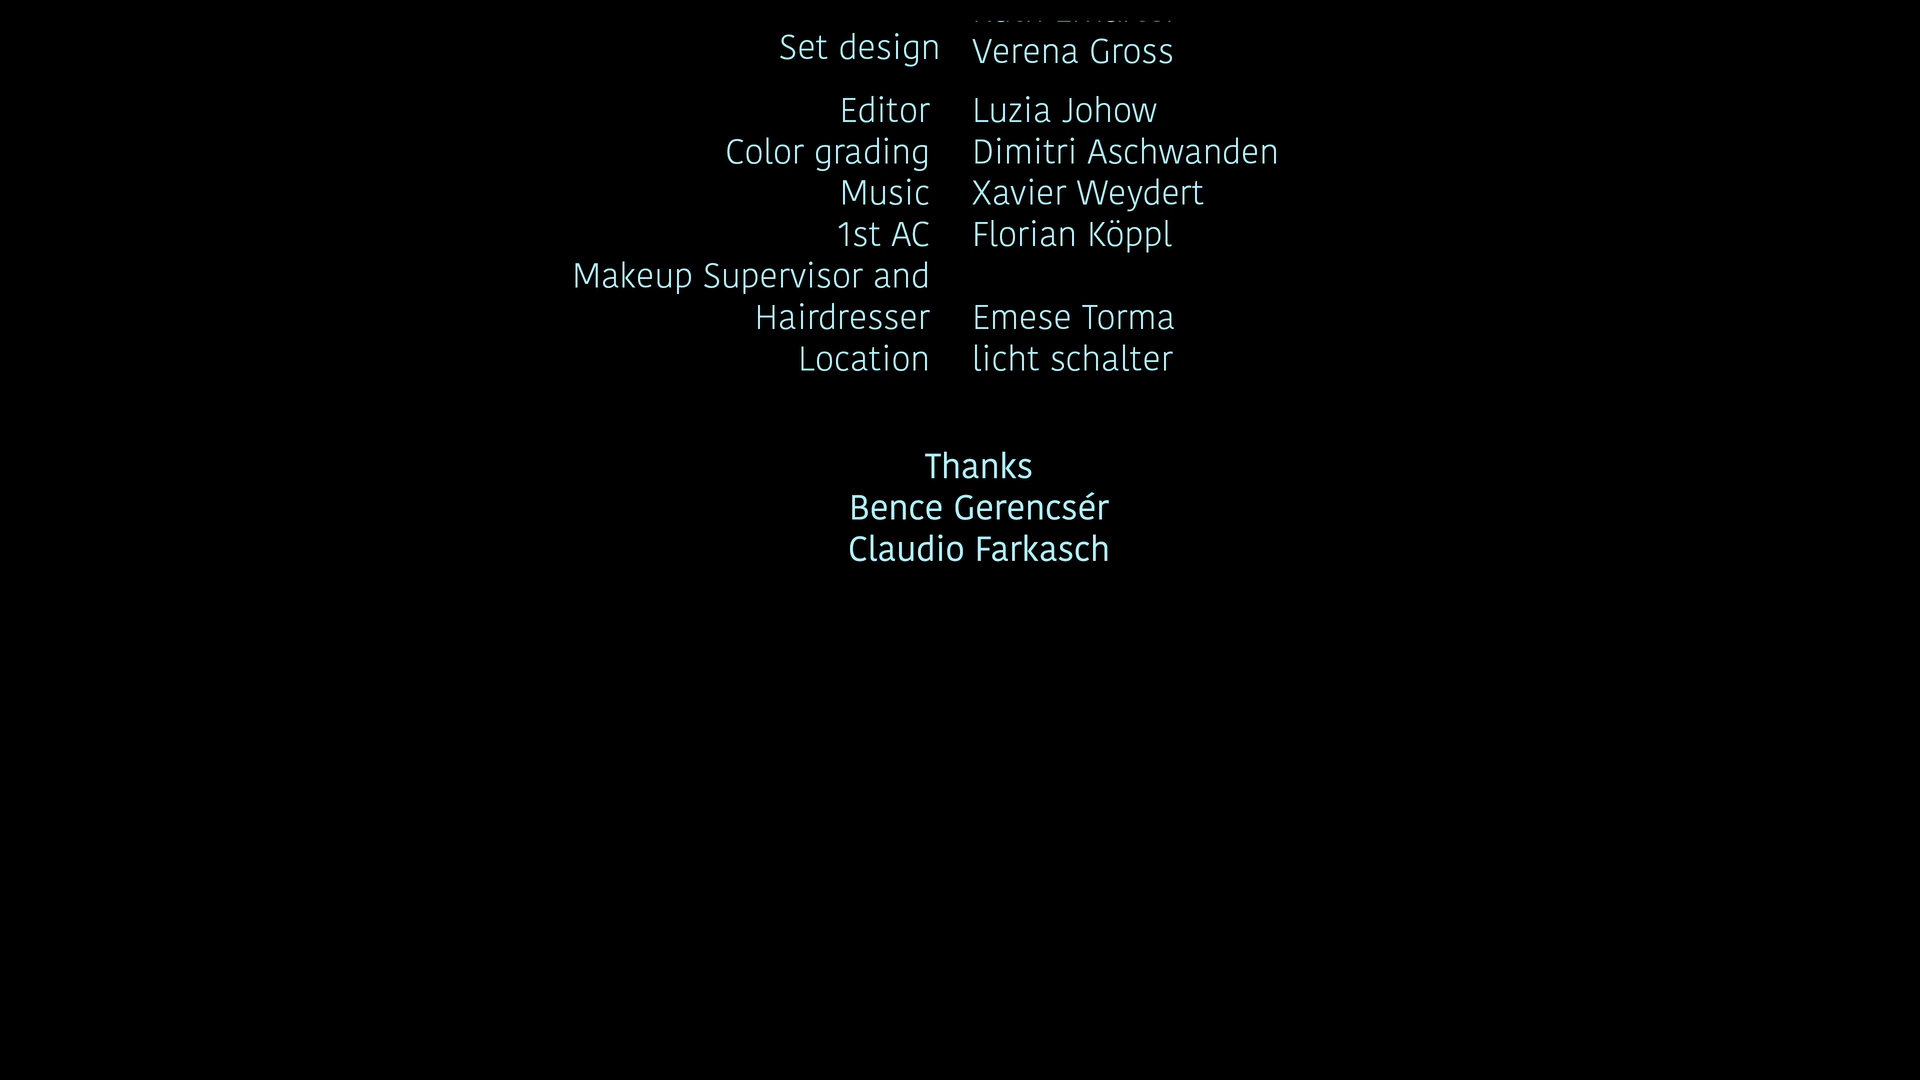 Set design Verena Gross
Editor Luzia Johow
Color grading Dimitri Aschwanden
Music Xavier Weydert
1st AC Florian Köppl
Makeup Supervisor and
Hairdresser Emese Torma
Location licht schalter
Thanks
Bence Gerencsér
Claudio Farkasch